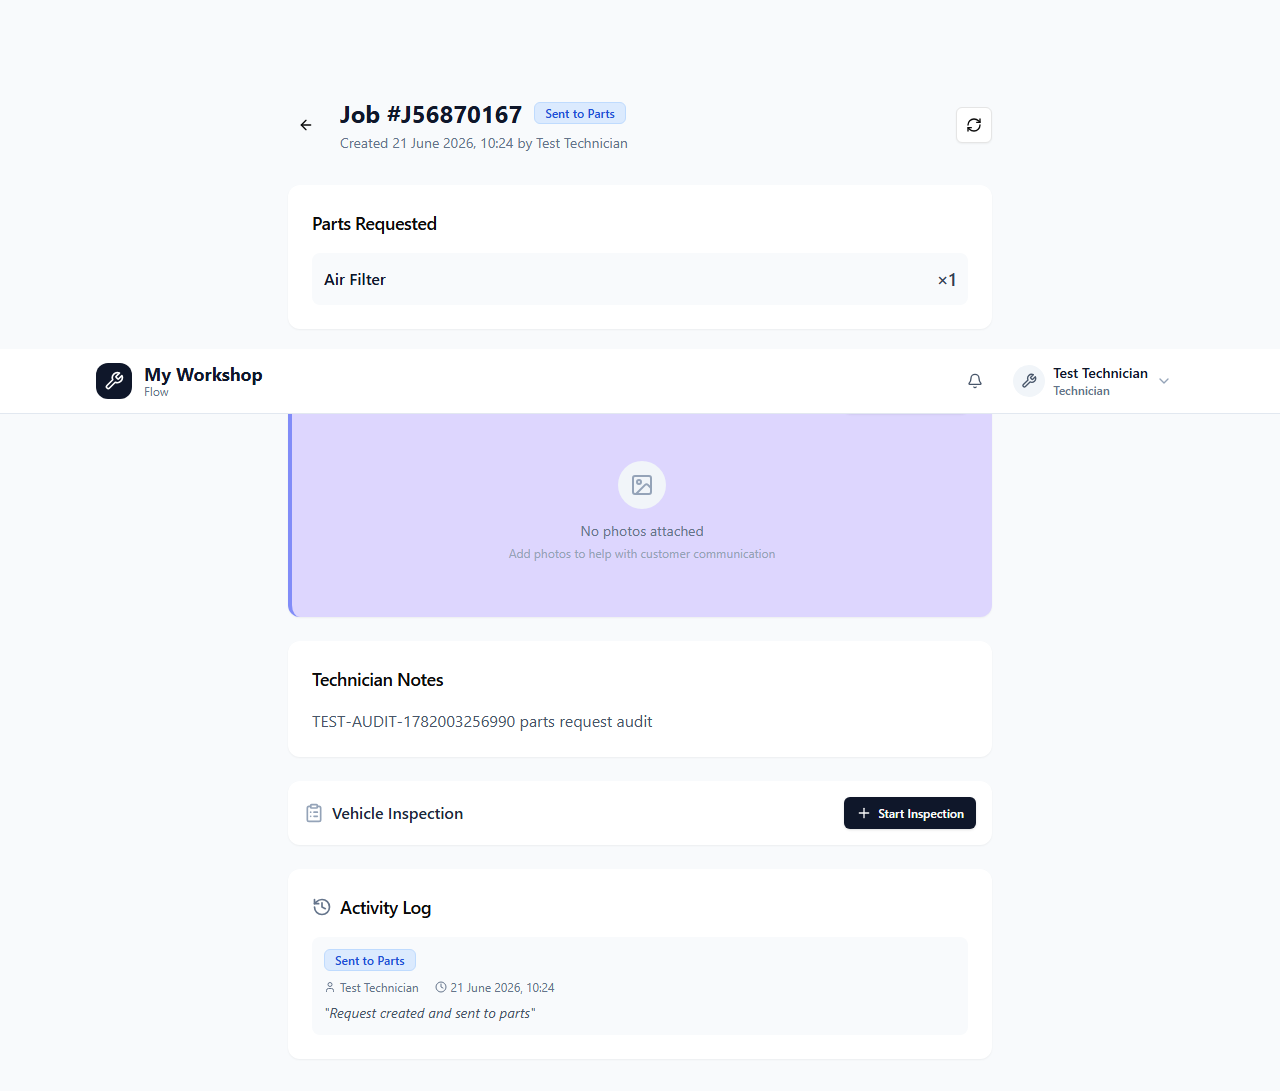 Job #J56870167
Sent to Parts
Created 21 June 2026, 10:24 by Test Technician
Parts Requested
Air Filter
×1
My Workshop
Flow
Test Technician
Technician
No photos attached
Add photos to help with customer communication
Technician Notes
TEST-AUDIT-1782003256990 parts request audit
Vehicle Inspection
Start Inspection
Activity Log
Sent to Parts
Test Technician
21 June 2026, 10:24
"Request created and sent to parts"